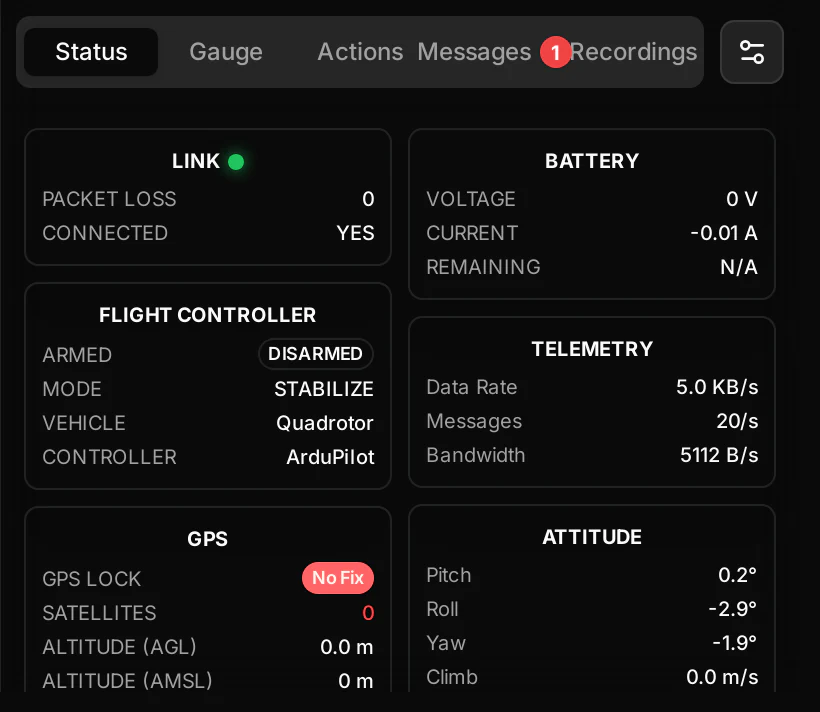 Status Gauge Actions Messages 1 Recordings
LINK
PACKET LOSS 0
CONNECTED YES
FLIGHT CONTROLLER
ARMED DISARMED
MODE STABILIZE
VEHICLE Quadrotor
CONTROLLER ArduPilot
GPS
GPS LOCK No Fix
SATELLITES 0
ALTITUDE (AGL) 0.0 m
ALTITUDE (AMSL) 0 m
BATTERY
VOLTAGE 0 V
CURRENT -0.01 A
REMAINING N/A
TELEMETRY
Data Rate 5.0 KB/s
Messages 20/s
Bandwidth 5112 B/s
ATTITUDE
Pitch 0.2°
Roll -2.9°
Yaw -1.9°
Climb 0.0 m/s